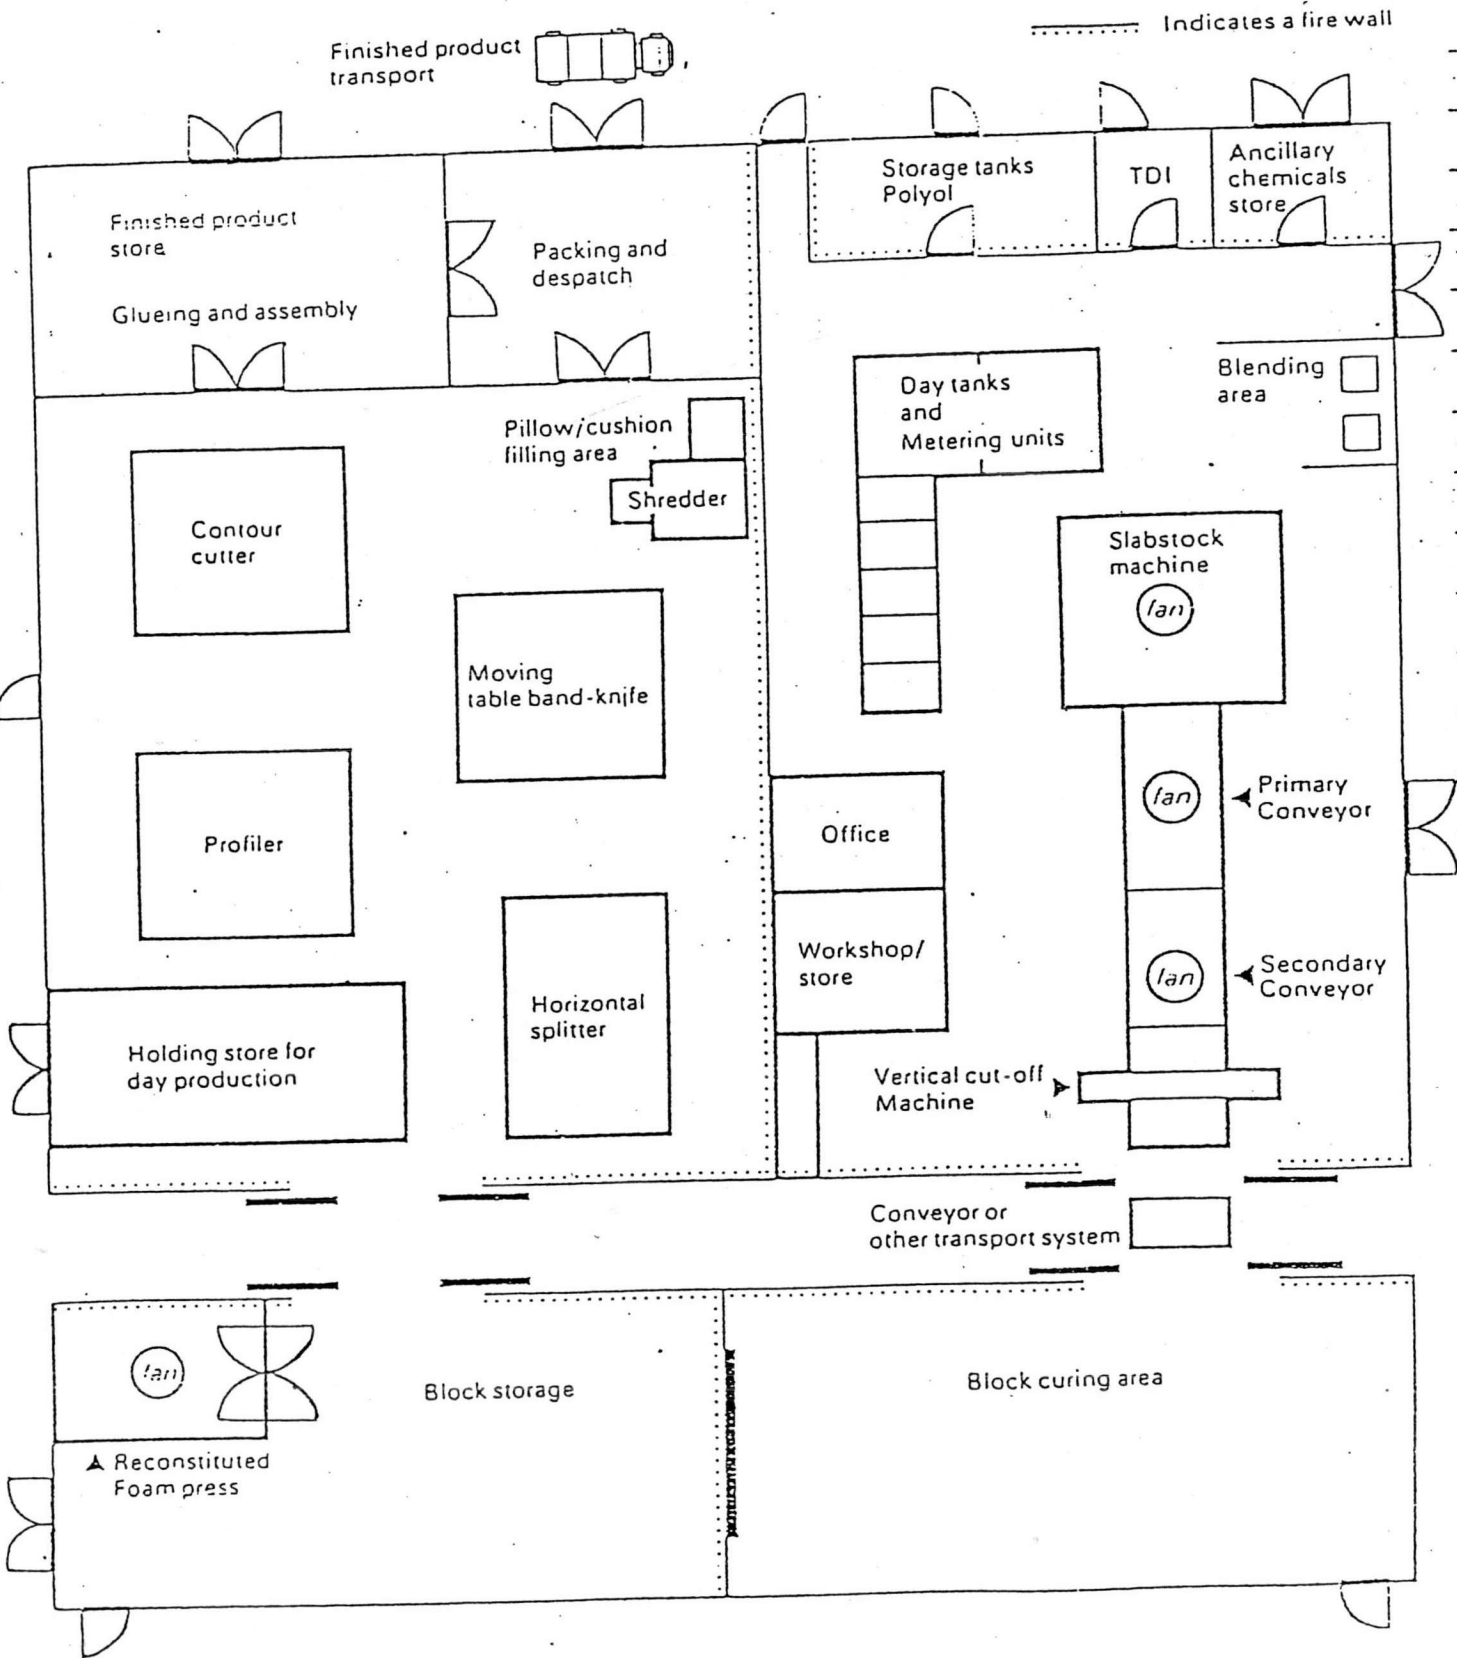 Indicates a fire wall
Finished product
transport
Storage tanks
Polyol
TDI
Ancillary
chemicals
store
Finished product
store
Packing and
despatch
Glueing and assembly
Blending
area
Day tanks
and
Metering units
Pillow/cushion
filling area
Shredder
Contour
cutter
Slabstock
machine
fan
Moving
table band-knife
Primary
Conveyor
fan
Profiler
Office
Workshop/
store
Secondary
Conveyor
fan
Horizontal
splitter
Holding store for
day production
Vertical cut-off
Machine
Conveyor or
other transport system
fan
Block storage
Block curing area
Reconstituted
Foam press